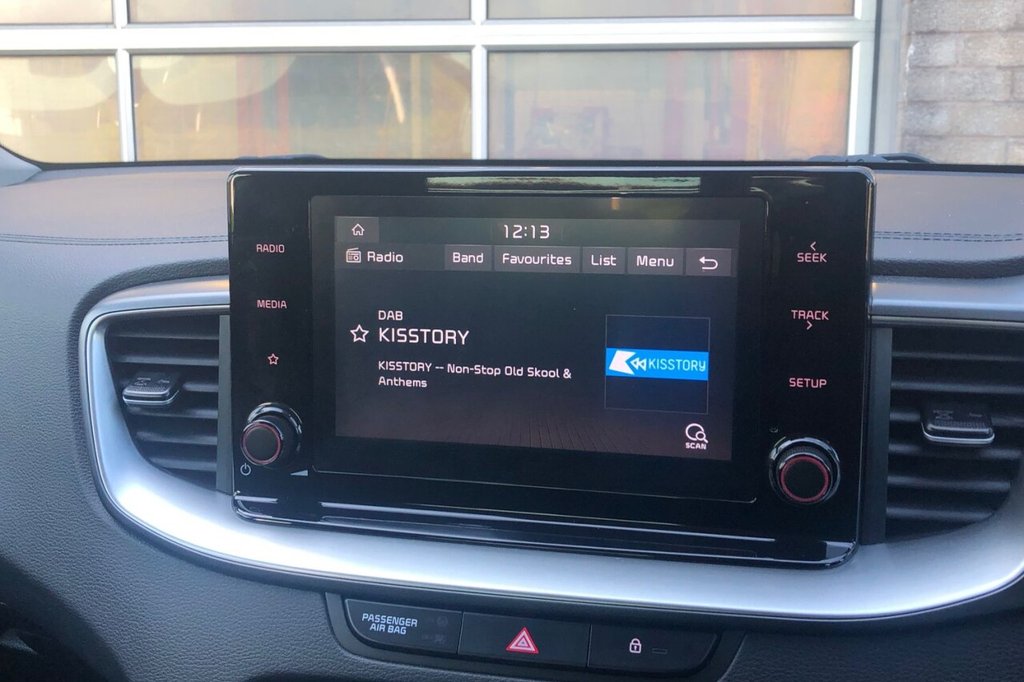 12:13
Radio Band Favourites List Menu
DAB
KISSTORY
KISSTORY -- Non-Stop Old Skool &
Anthems
KISSTORY
SCAN
RADIO
MEDIA
SEEK
TRACK
SETUP
PASSENGER
AIR BAG